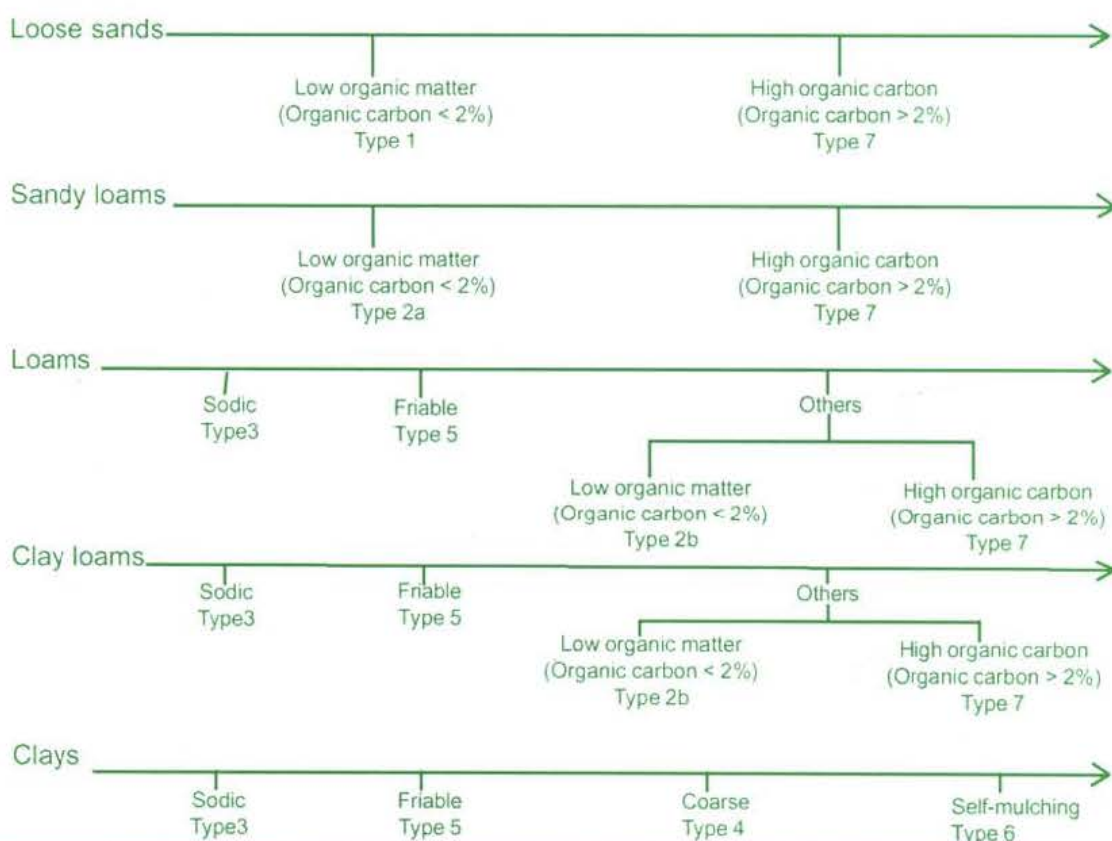 Loose sands
Low organic matter
(Organic carbon < 2%)
Type 1
High organic carbon
(Organic carbon > 2%)
Type 7
Sandy loams
Low organic matter
(Organic carbon < 2%)
Type 2a
High organic carbon
(Organic carbon > 2%)
Type 7
Loams
Sodic
Type3
Friable
Type 5
Others
Low organic matter
(Organic carbon < 2%)
Type 2b
High organic carbon
(Organic carbon > 2%)
Type 7
Clay loams
Sodic
Type3
Friable
Type 5
Others
Low organic matter
(Organic carbon < 2%)
Type 2b
High organic carbon
(Organic carbon > 2%)
Type 7
Clays
Sodic
Type3
Friable
Type 5
Coarse
Type 4
Self-mulching
Type 6